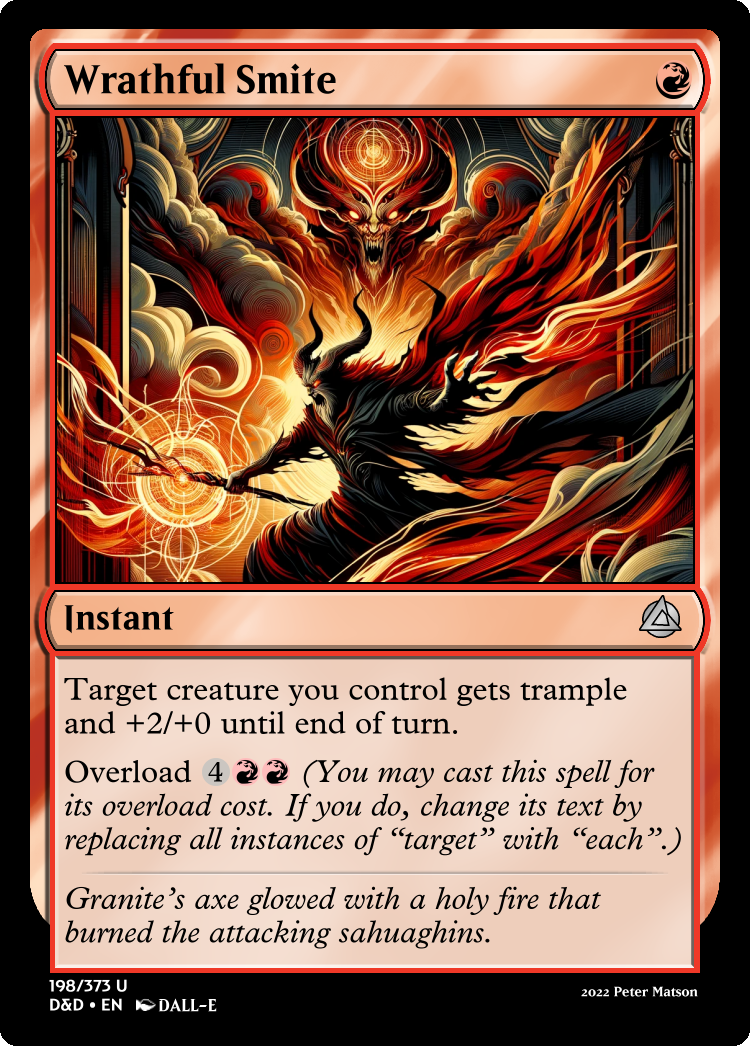 Wrathful Smite
Instant
Target creature you control gets trample
and +2/+0 until end of turn.
Overload 4 (You may cast this spell for
its overload cost. If you do, change its text by
replacing all instances of “target” with “each”.)
Granite’s axe glowed with a holy fire that
burned the attacking sahuaghins.
198/373 U
D&D • EN DALL-E
2022 Peter Matson